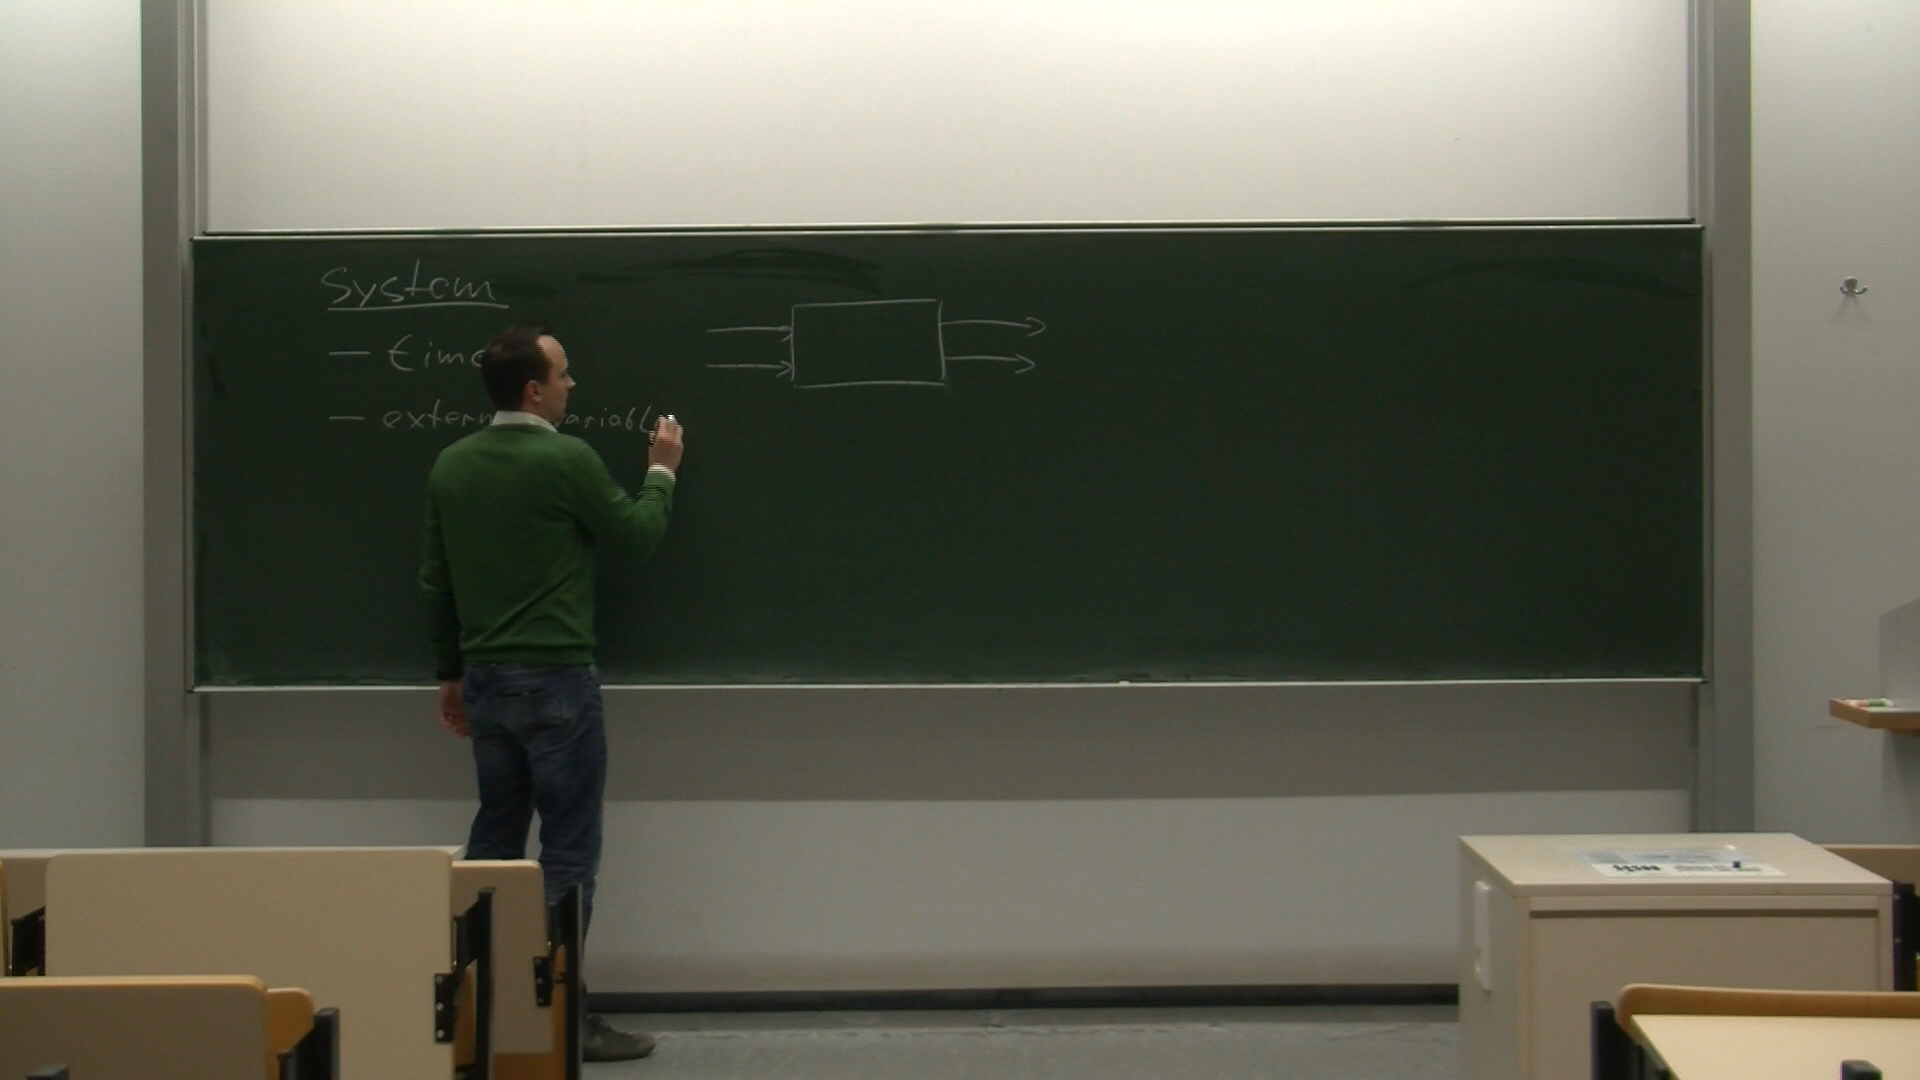 System
- time
- external variable